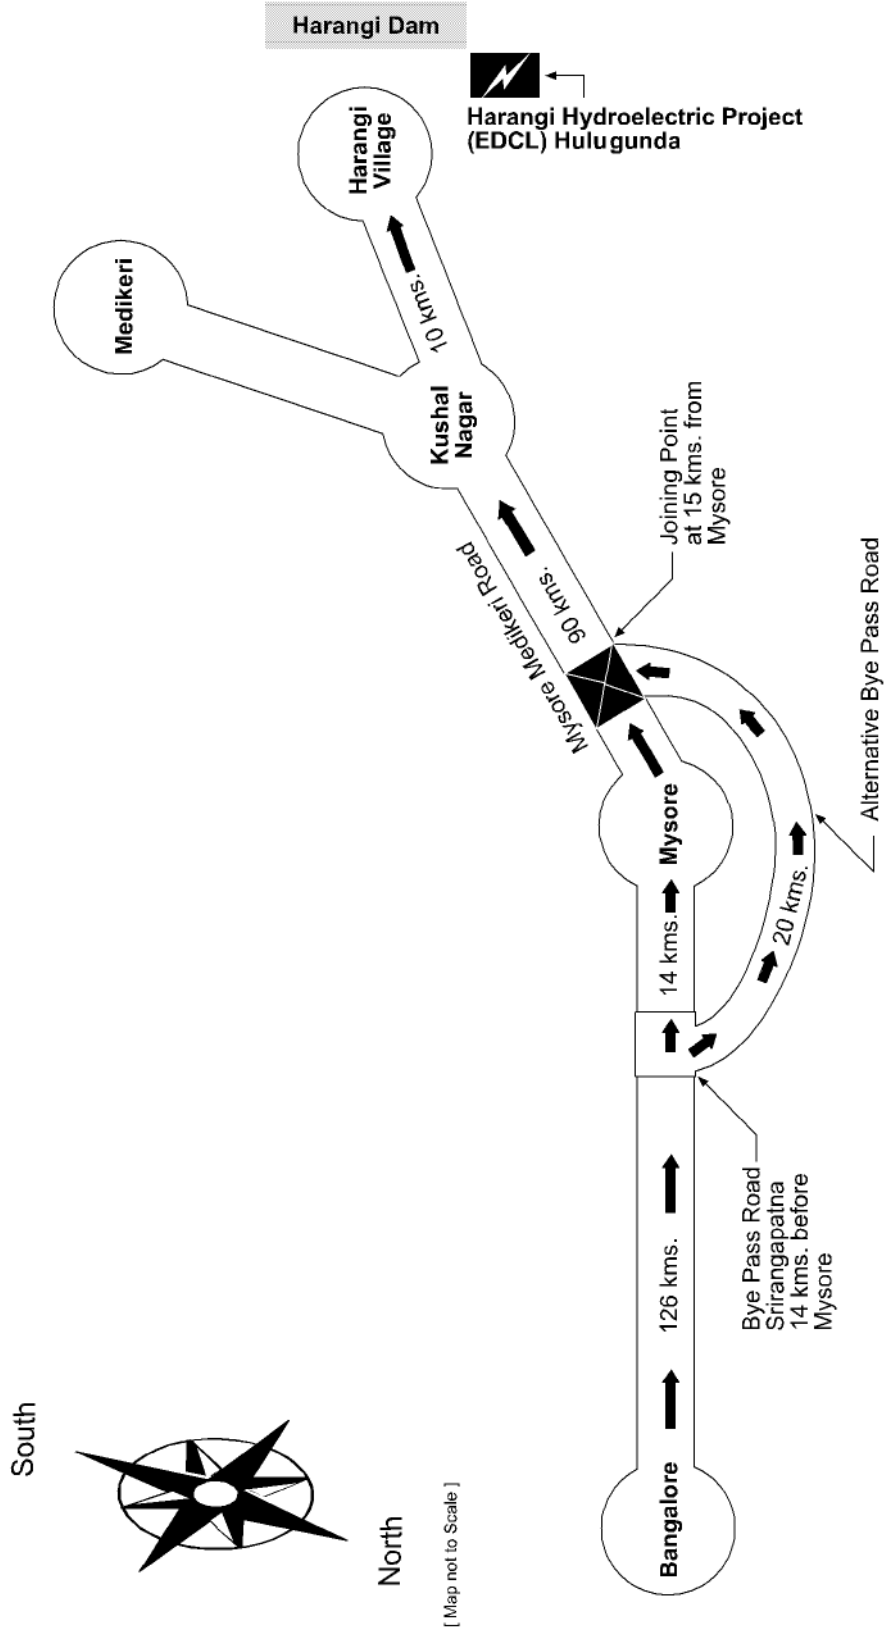 Harangi Dam
Harangi Hydroelectric Project
(EDCL) Hulugunda
Harangi
Village
Medikeri
10 kms.
Kushal
Nagar
Mysore Medikeri Road
90 kms.
Joining Point
at 15 kms. from
Mysore
Mysore
Alternative Bye Pass Road
14 kms.
20 kms.
Bye Pass Road
Srirangapatna
14 kms. before
Mysore
126 kms.
Bangalore
South
North
[ Map not to Scale ]